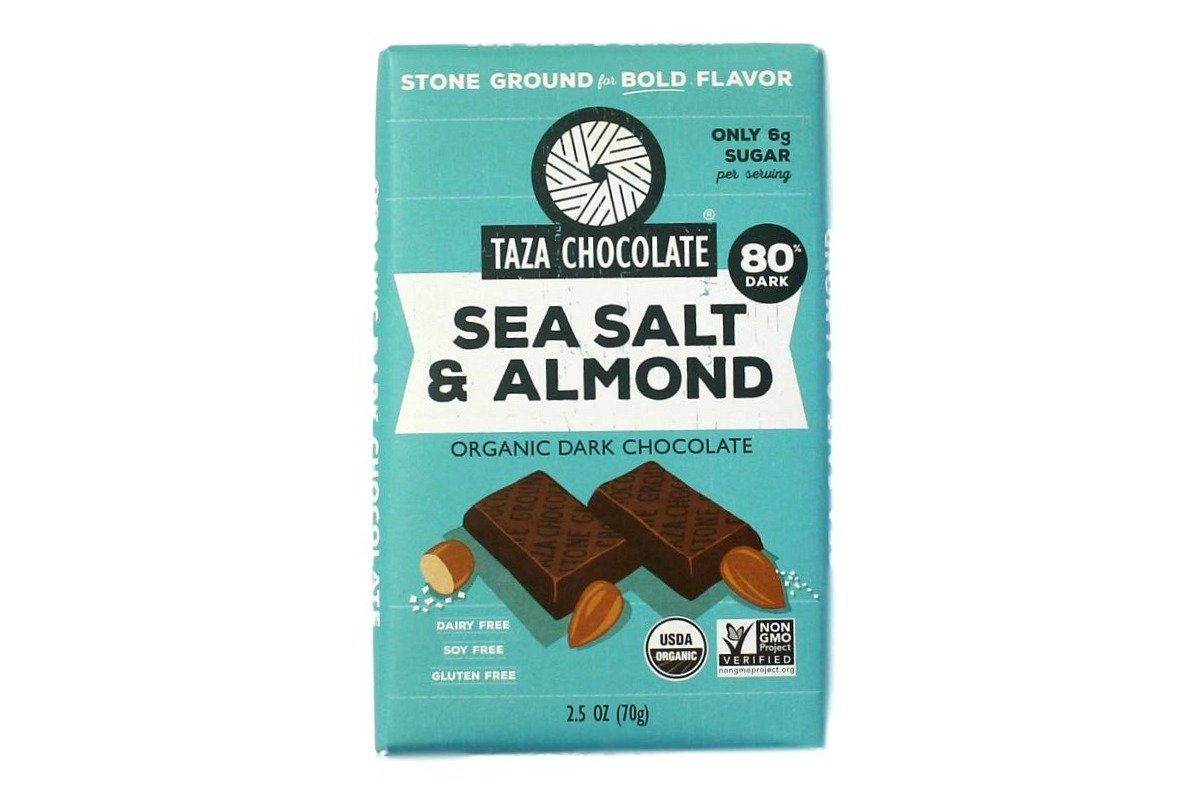 STONE GROUND for BOLD FLAVOR
ONLY 6g
SUGAR
per serving
TAZA CHOCOLATE®
80%
DARK
SEA SALT
& ALMOND
ORGANIC DARK CHOCOLATE
DAIRY FREE
SOY FREE
GLUTEN FREE
USDA
ORGANIC
NON
GMO
Project
VERIFIED
nongmoproject.org
2.5 OZ (70g)